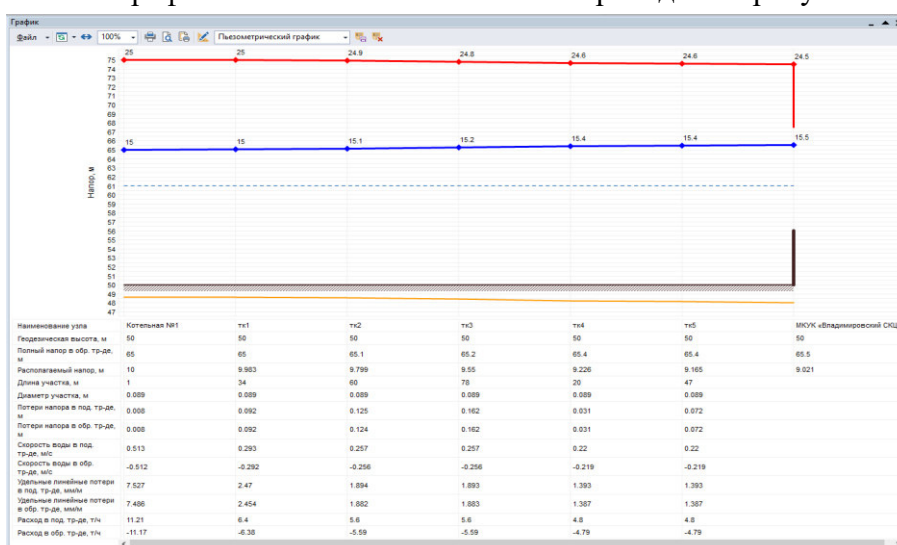 График
Файл 100% Пьезометрический график
25 25 24.9 24.8 24.6 24.6 24.5
15 15 15.1 15.2 15.4 15.4 15.5
Напор, м
75
74
73
72
71
70
69
68
67
66
65
64
63
62
61
60
59
58
57
56
55
54
53
52
51
50
49
48
47
Наименование узла Котельная №1 тк1 тк2 тк3 тк4 тк5 МКУК «Владимировский СКЦ
Геодезическая высота, м 50 50 50 50 50 50 50
Полный напор в обр. тр-де, м 65 65 65.1 65.2 65.4 65.4 65.5
Располагаемый напор, м 10 9.983 9.799 9.55 9.226 9.165 9.021
Длина участка, м 1 34 60 78 20 47
Диаметр участка, м 0.089 0.089 0.089 0.089 0.089 0.089
Потери напора в под. тр-де, м 0.008 0.092 0.125 0.162 0.031 0.072
Потери напора в обр. тр-де, м 0.008 0.092 0.124 0.162 0.031 0.072
Скорость воды в под. тр-де, м/с 0.513 0.293 0.257 0.257 0.22 0.22
Скорость воды в обр. тр-де, м/с -0.512 -0.292 -0.256 -0.256 -0.219 -0.219
Удельные линейные потери в под. тр-де, мм/м 7.527 2.47 1.894 1.893 1.393 1.393
Удельные линейные потери в обр. тр-де, мм/м 7.486 2.454 1.882 1.883 1.387 1.387
Расход в под. тр-де, т/ч 11.21 6.4 5.6 5.6 4.8 4.8
Расход в обр. тр-де, т/ч -11.17 -6.38 -5.59 -5.59 -4.79 -4.79